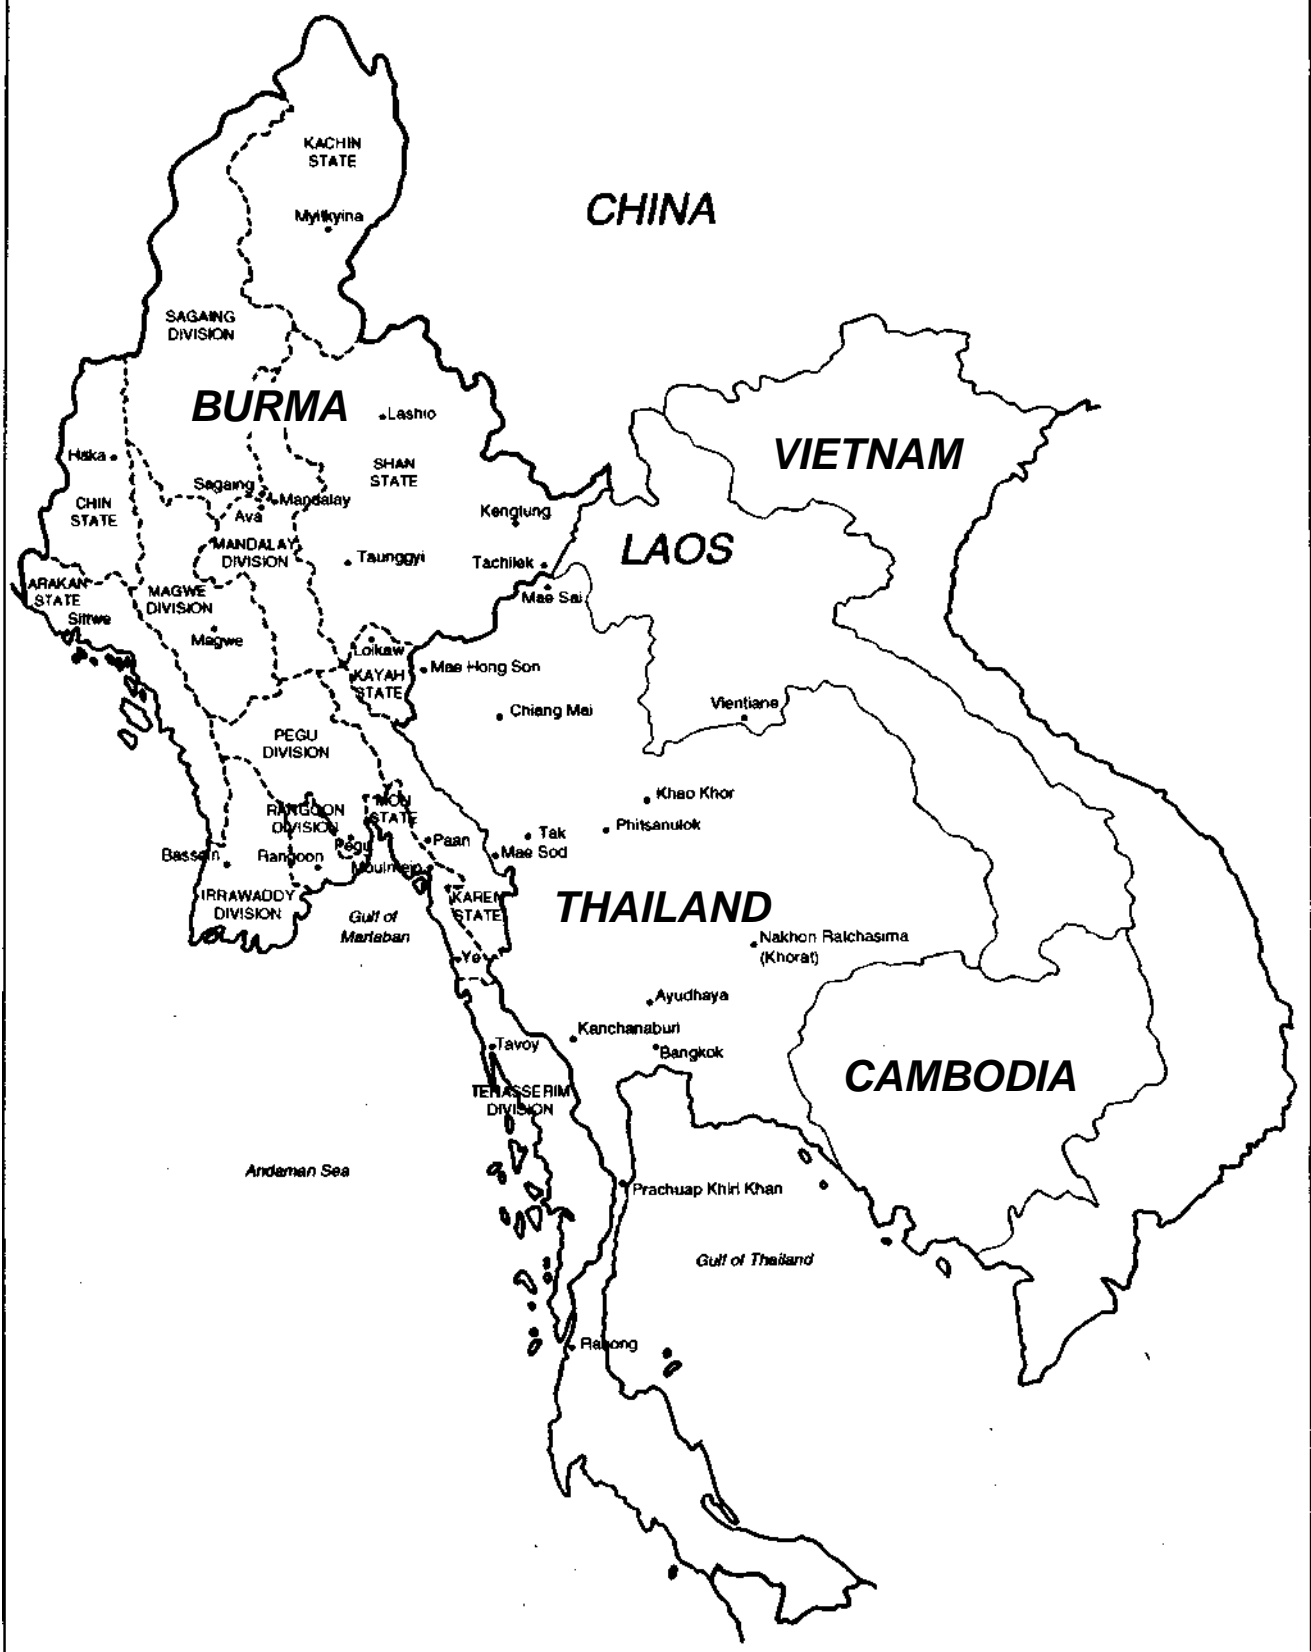 KACHIN
STATE
Myitkyina
CHINA
SAGAING
DIVISION
BURMA
Lashio
VIETNAM
Haka
SHAN
STATE
Sagaing
Mandalay
Ava
CHIN
STATE
Kengtung
MANDALAY
DIVISION
LAOS
Taunggyi
Tachilek
ARAKAN
STATE
MAGWE
DIVISION
Mae Sai
Sittwe
Magwe
Loikaw
Mae Hong Son
KAYAH
STATE
Vientiane
Chiang Mai
PEGU
DIVISION
Khao Khor
RANGOON
DIVISION
MON
STATE
Phitsanulok
Tak
Pegu
Paan
Mae Sod
Bassein
Rangoon
Moulmein
IRRAWADDY
DIVISION
KAREN
STATE
THAILAND
Gulf of
Martaban
Nakhon Ratchasima
(Khorat)
Ye
Ayudhaya
Kanchanaburi
Tavoy
Bangkok
CAMBODIA
TENASSERIM
DIVISION
Andaman Sea
Prachuap Khiri Khan
Gulf of Thailand
Ranong